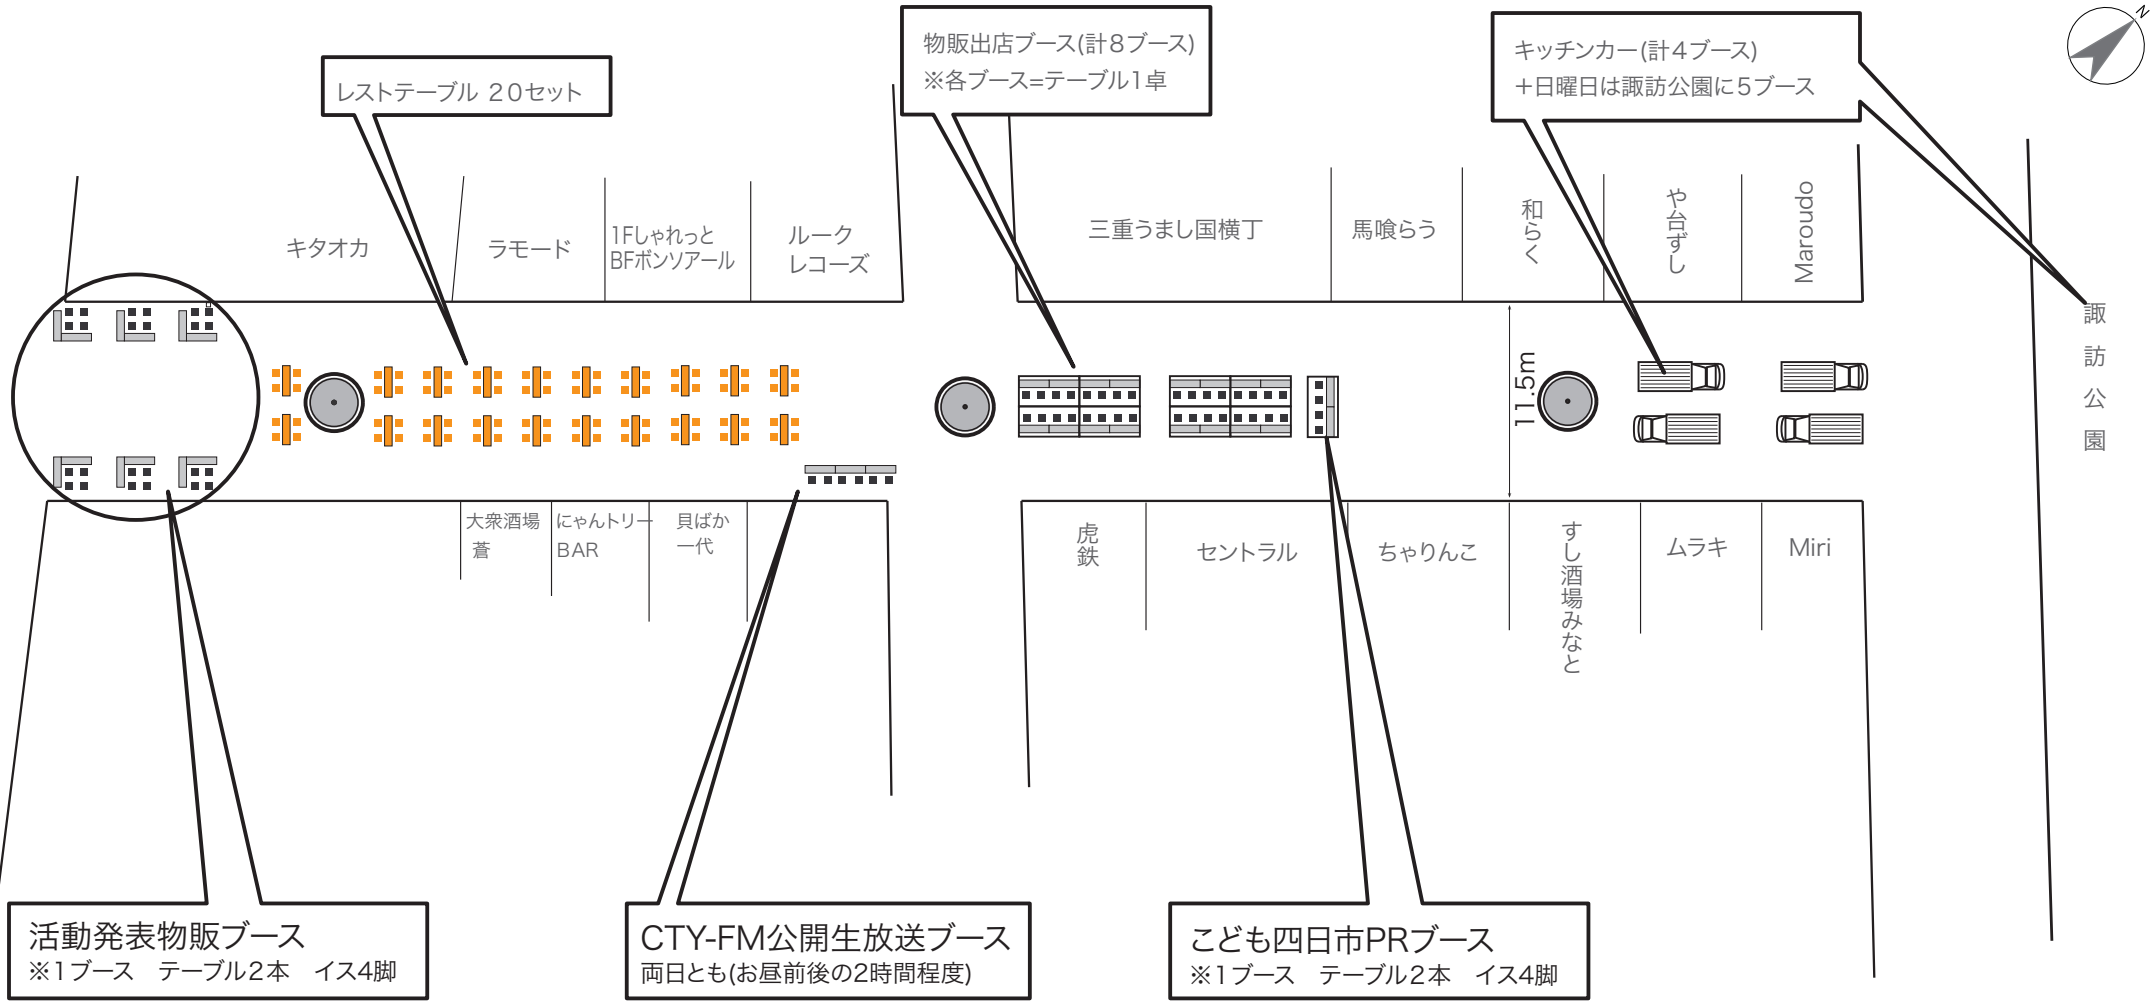 N
レストテーブル 20セット
物販出店ブース(計8ブース)
※各ブース=テーブル1卓
キッチンカー(計4ブース)
+日曜日は諏訪公園に5ブース
キタオカ
ラモード
1Fしゃれっと
BFボンソアール
ルーク
レコーズ
三重うまし国横丁
馬喰らう
和らく
や台ずし
Maroudo
諏訪公園
11.5m
大衆酒場
蒼
にゃんトリー
BAR
貝ばか
一代
虎鉄
セントラル
ちゃりんこ
すし酒場みなと
ムラキ
Miri
活動発表物販ブース
※1ブース　テーブル2本　イス4脚
CTY-FM公開生放送ブース
両日とも(お昼前後の2時間程度)
こども四日市PRブース
※1ブース　テーブル2本　イス4脚